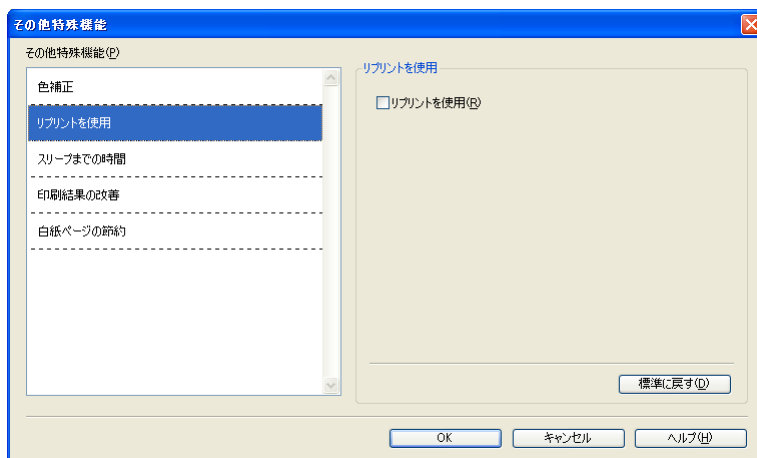 その他特殊機能
その他特殊機能(P)
色補正
リプリントを使用
スリープまでの時間
印刷結果の改善
白紙ページの節約
リプリントを使用
リプリントを使用(R)
標準に戻す(D)
OK
キャンセル
ヘルプ(H)